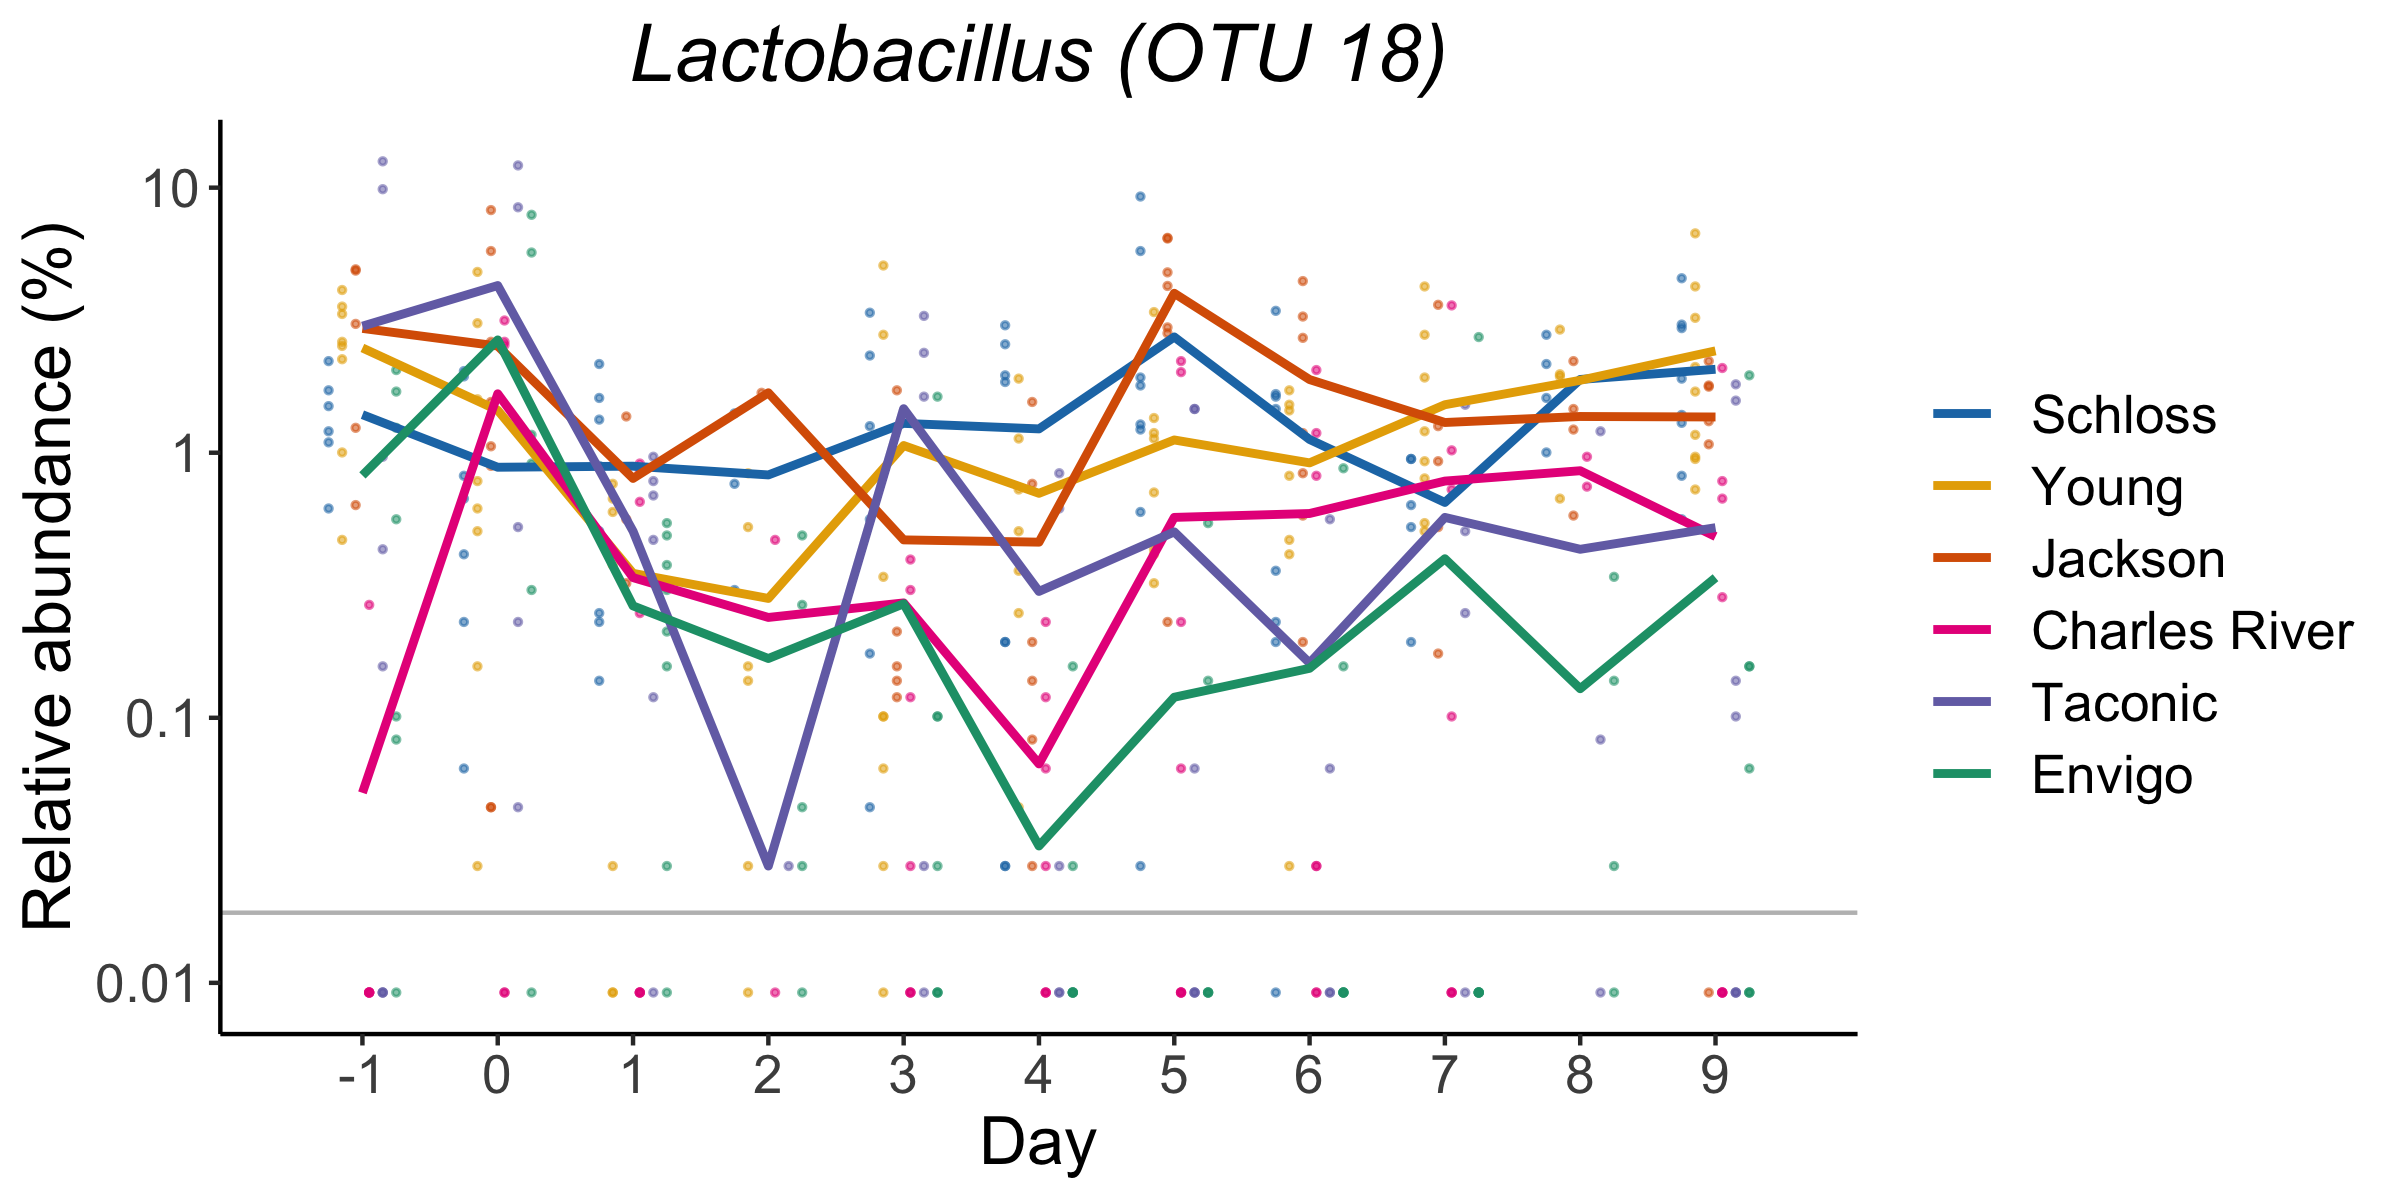 Lactobacillus (OTU 18)
Relative abundance (%)
10
1
0.1
0.01
-1 0 1 2 3 4 5 6 7 8 9
Day
Schloss
Young
Jackson
Charles River
Taconic
Envigo